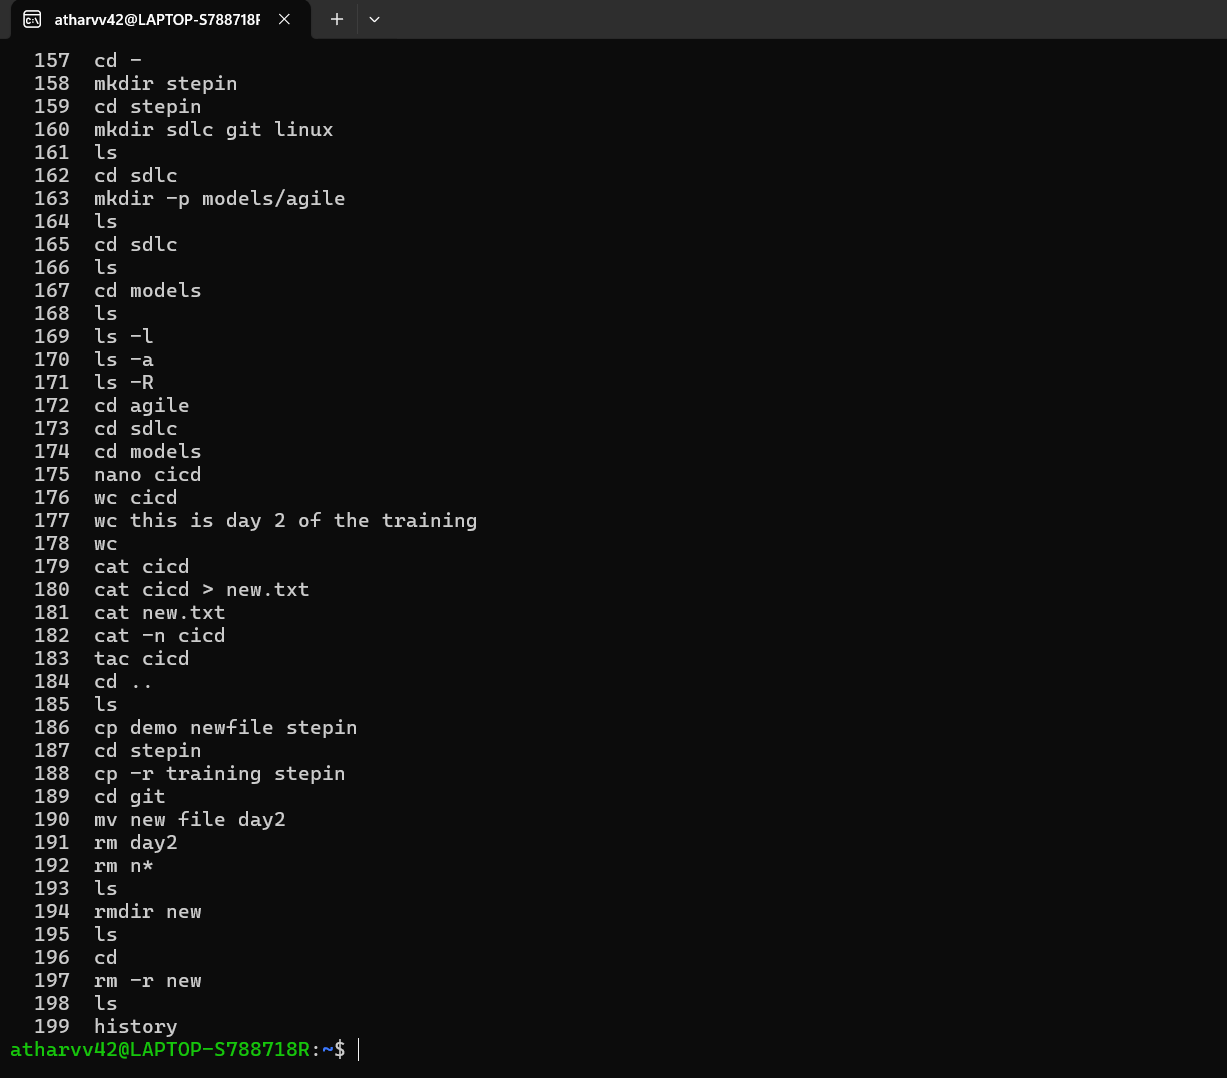 atharvv42@LAPTOP-S788718R
157 cd -
158 mkdir stepin
159 cd stepin
160 mkdir sdlc git linux
161 ls
162 cd sdlc
163 mkdir -p models/agile
164 ls
165 cd sdlc
166 ls
167 cd models
168 ls
169 ls -l
170 ls -a
171 ls -R
172 cd agile
173 cd sdlc
174 cd models
175 nano cicd
176 wc cicd
177 wc this is day 2 of the training
178 wc
179 cat cicd
180 cat cicd > new.txt
181 cat new.txt
182 cat -n cicd
183 tac cicd
184 cd ..
185 ls
186 cp demo newfile stepin
187 cd stepin
188 cp -r training stepin
189 cd git
190 mv new file day2
191 rm day2
192 rm n*
193 ls
194 rmdir new
195 ls
196 cd
197 rm -r new
198 ls
199 history
atharvv42@LAPTOP-S788718R:~$